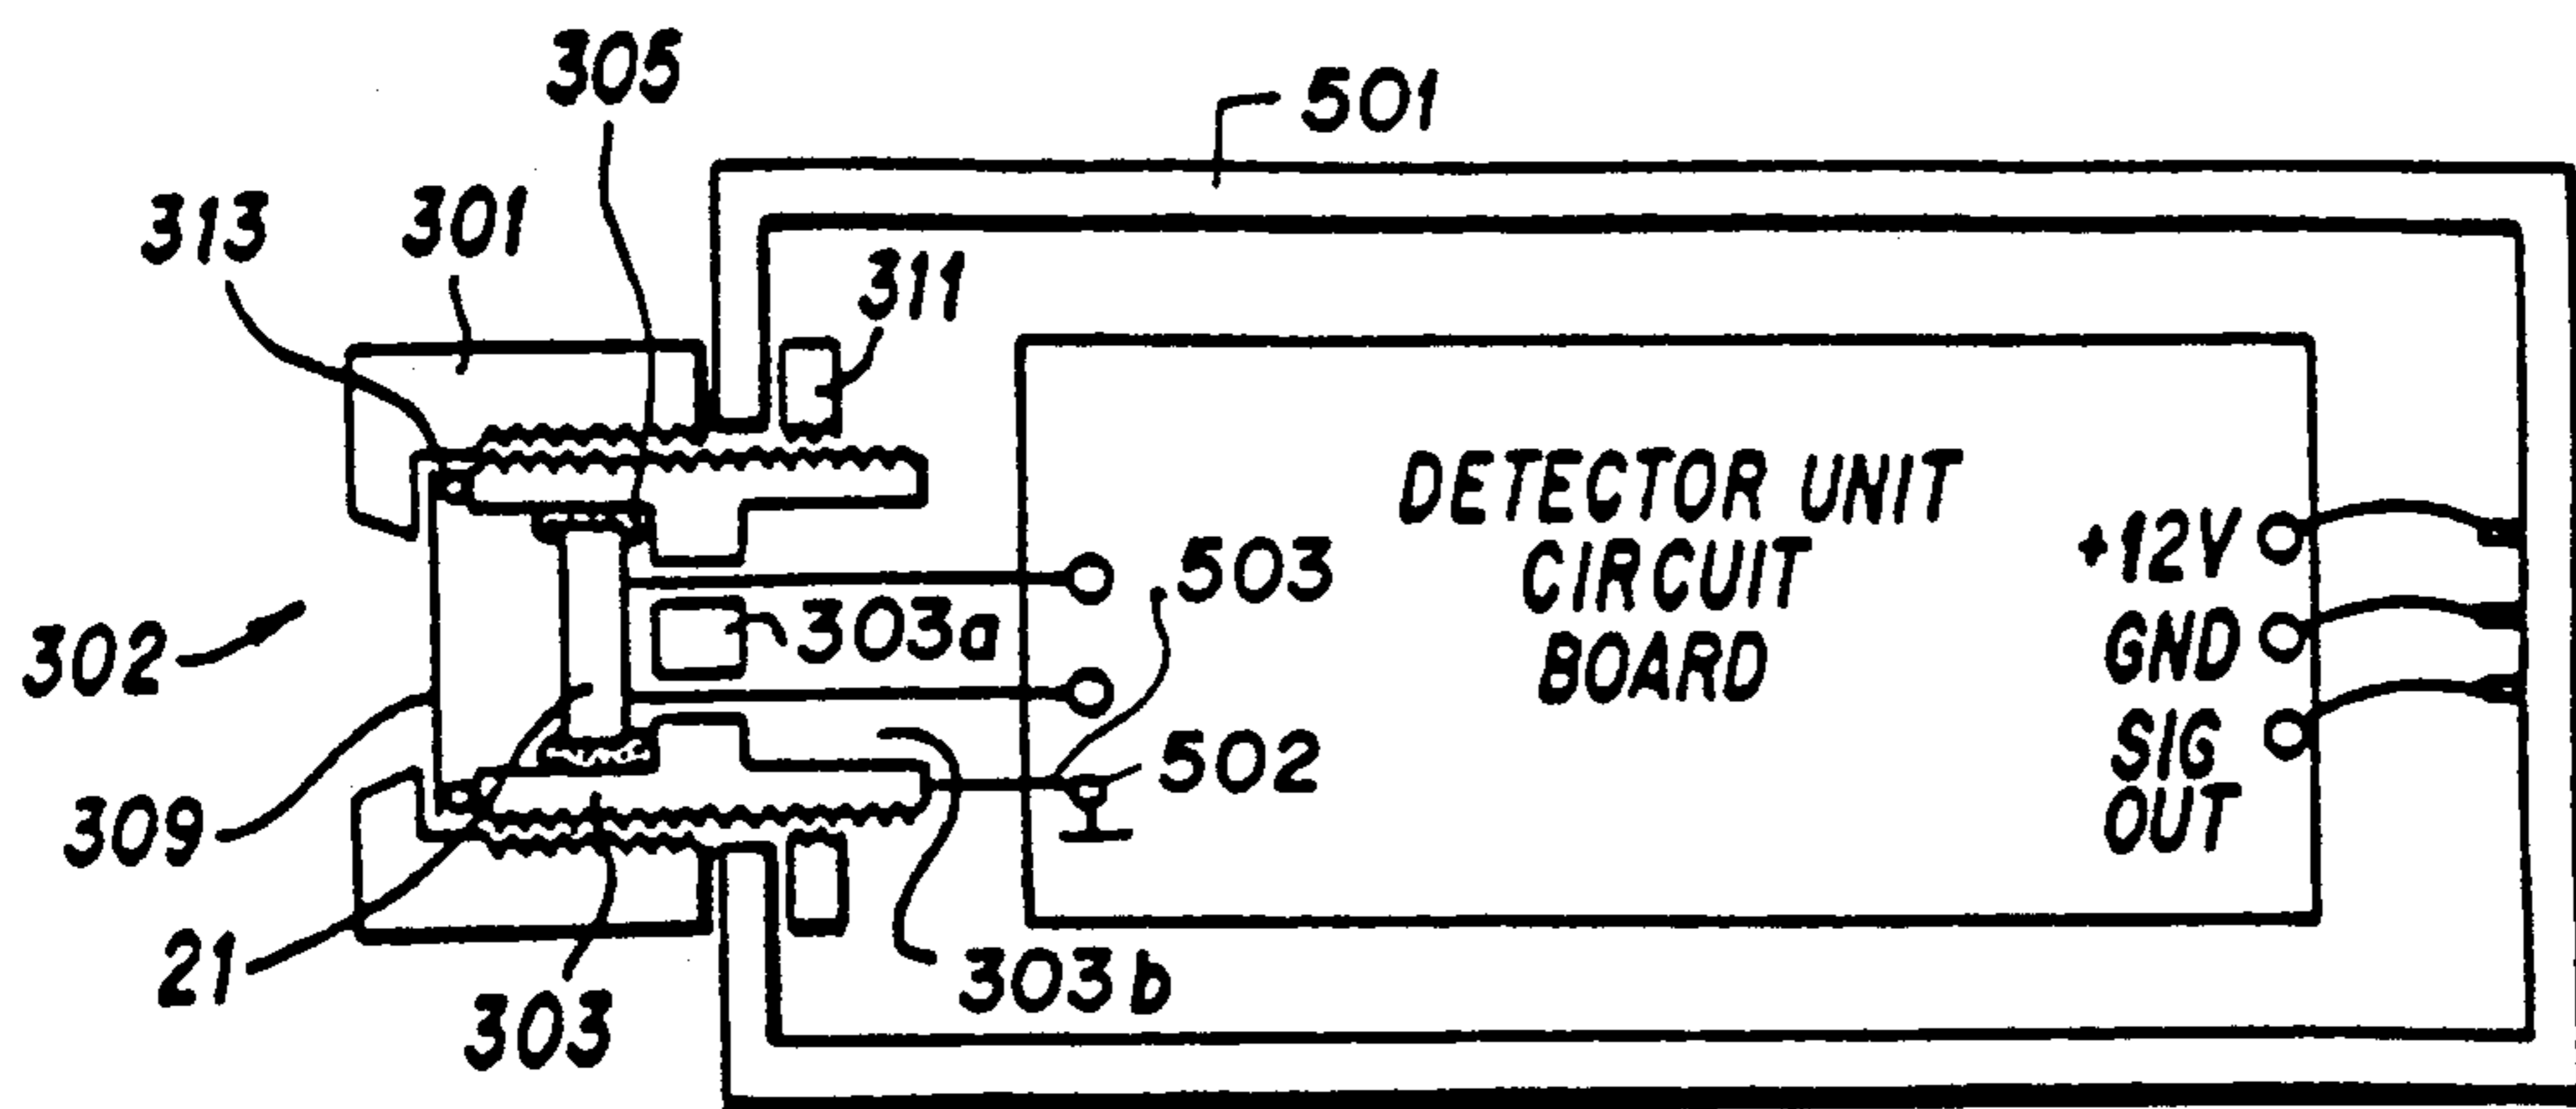 305
501
313
301
311
DETECTOR UNIT
CIRCUIT
BOARD
+12V
GND
SIG
OUT
503
303a
302
502
309
21
303
303b